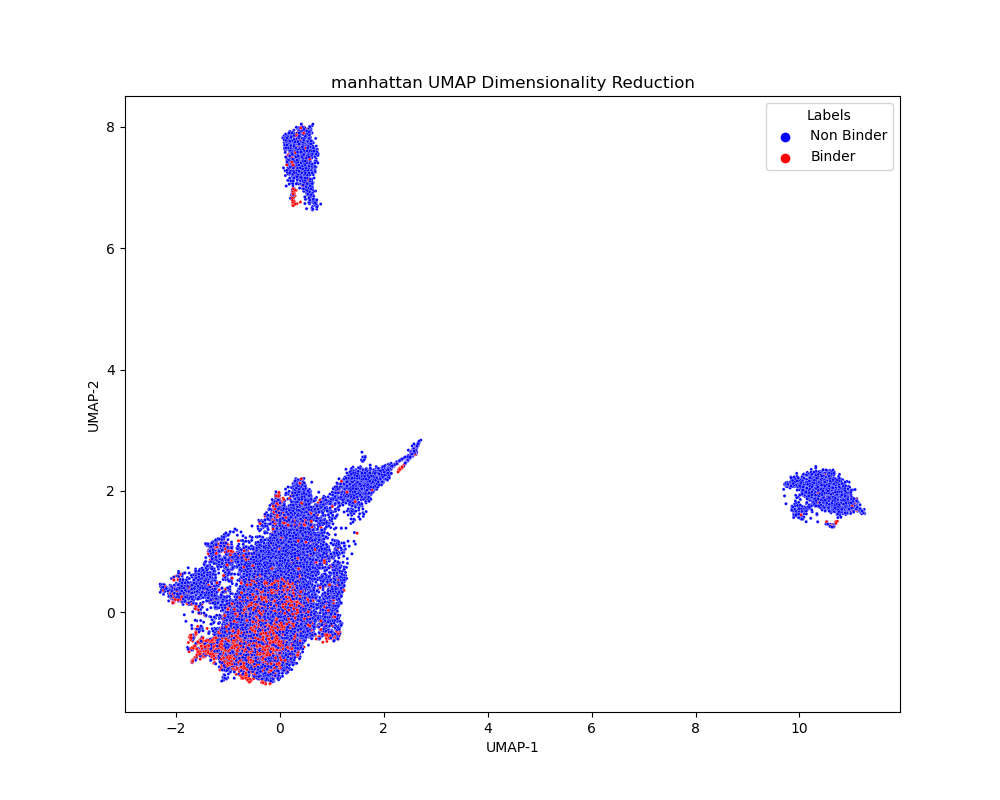 manhattan UMAP Dimensionality Reduction
Labels
Non Binder
Binder
8
6
4
2
0
UMAP-2
−2 0 2 4 6 8 10
UMAP-1